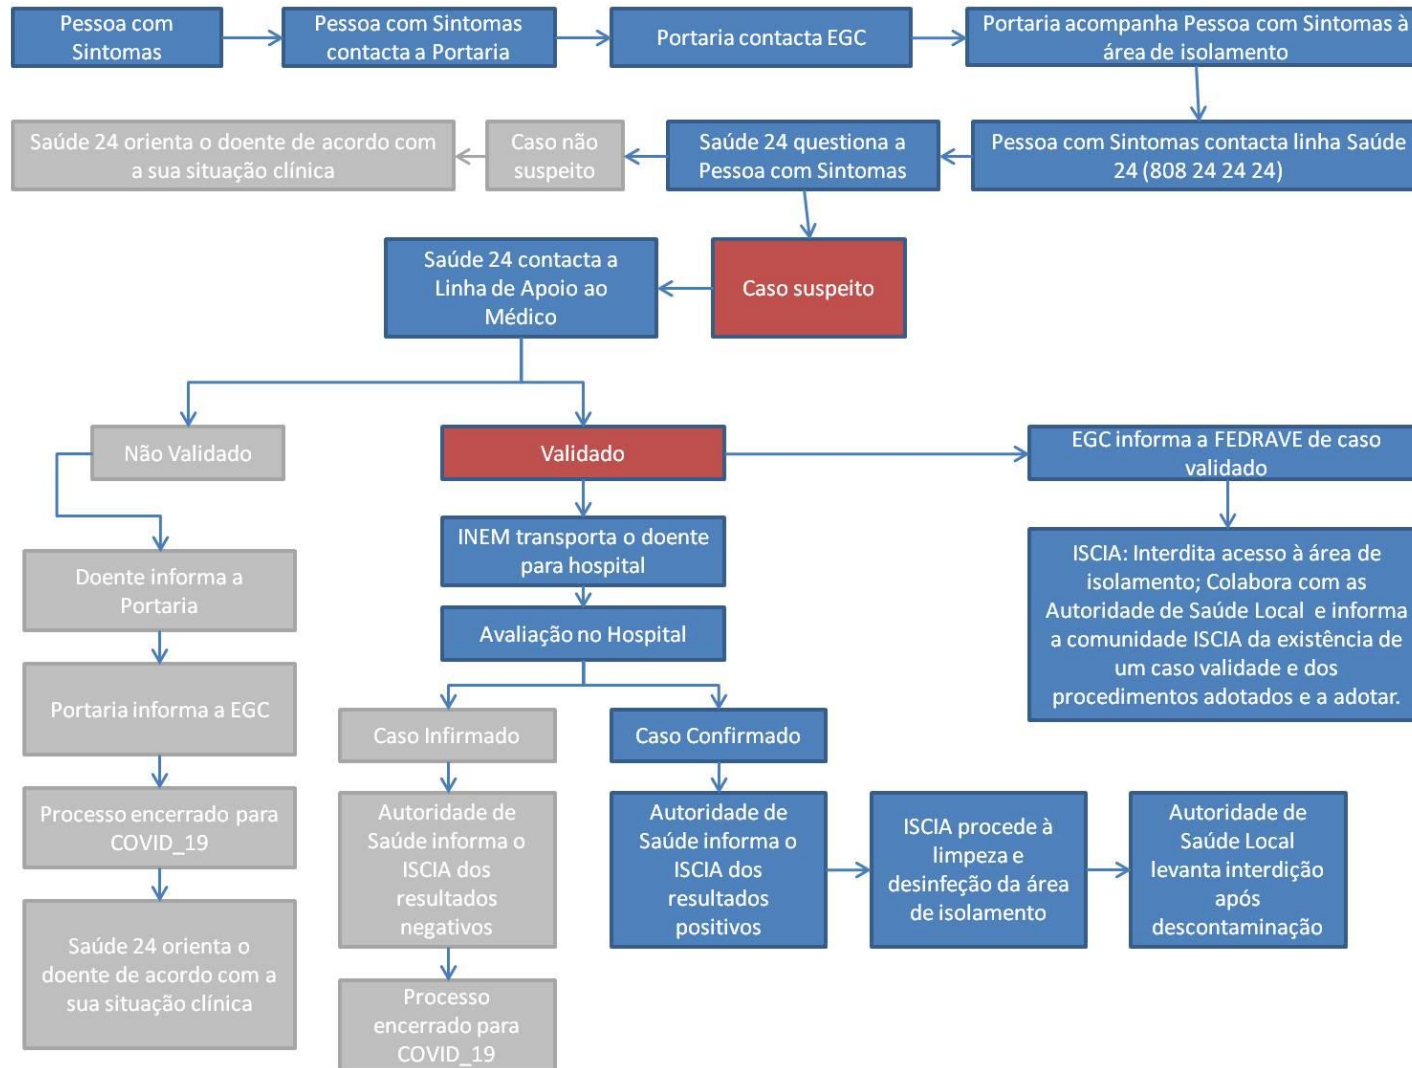 Pessoa com
Sintomas
Pessoa com Sintomas
contacta a Portaria
Portaria contacta EGC
Portaria acompanha Pessoa com Sintomas à
área de isolamento
Saúde 24 orienta o doente de acordo com
a sua situação clínica
Caso não
suspeito
Saúde 24 questiona a
Pessoa com Sintomas
Pessoa com Sintomas contacta linha Saúde
24 (808 24 24 24)
Saúde 24 contacta a
Linha de Apoio ao
Médico
Caso suspeito
Não Validado
Validado
EGC informa a FEDRAVE de caso
validado
INEM transporta o doente
para hospital
ISCIA: Interdita acesso à área de
isolamento; Colabora com as
Autoridade de Saúde Local e informa
a comunidade ISCIA da existência de
um caso validade e dos
procedimentos adotados e a adotar.
Doente informa a
Portaria
Avaliação no Hospital
Portaria informa a EGC
Caso Infirmado
Caso Confirmado
Processo encerrado para
COVID_19
Autoridade de
Saúde informa o
ISCIA dos
resultados
negativos
Autoridade de
Saúde informa o
ISCIA dos
resultados
positivos
ISCIA procede à
limpeza e
desinfeção da área
de isolamento
Autoridade de
Saúde Local
levanta interdição
após
descontaminação
Saúde 24 orienta o
doente de acordo com a
sua situação clínica
Processo
encerrado para
COVID_19